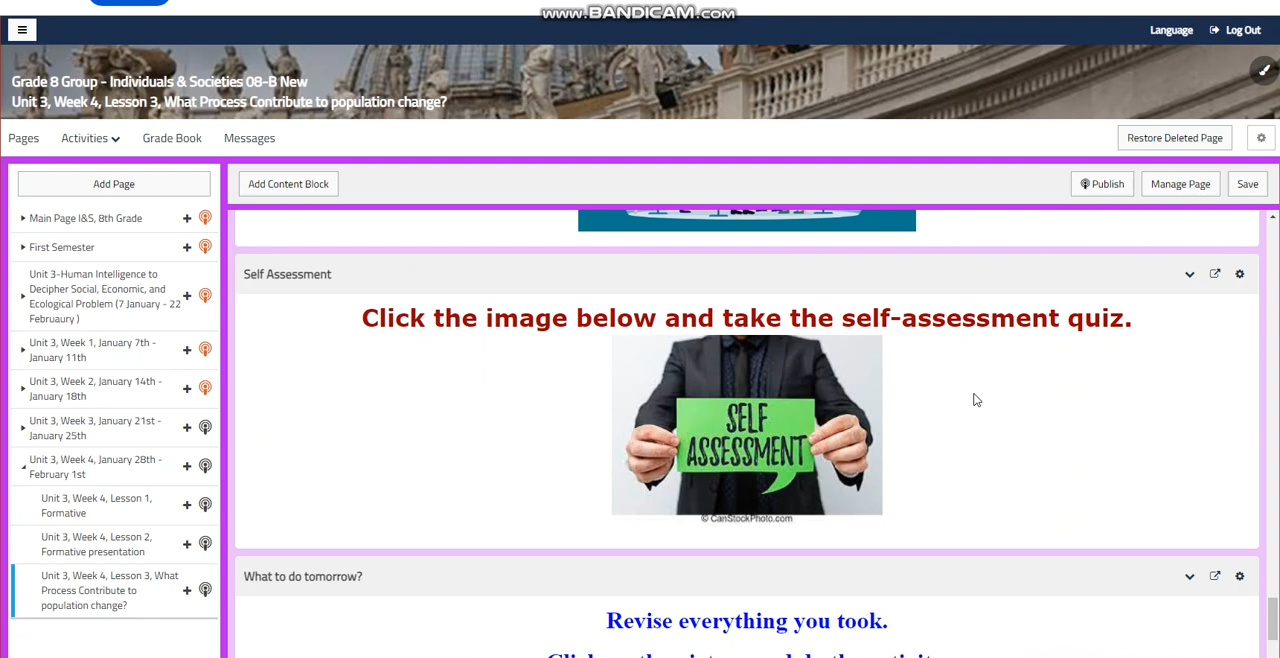 www.BANDICAM.com
Language
Log Out
Grade 8 Group - Individuals & Societies 08-B New
Unit 3, Week 4, Lesson 3, What Process Contribute to population change?
Pages
Activities
Grade Book
Messages
Restore Deleted Page
Add Page
Add Content Block
Publish
Manage Page
Save
Main Page I&S, 8th Grade
First Semester
Unit 3-Human Intelligence to
Decipher Social, Economic, and
Ecological Problem (7 January - 22
Februaury )
Unit 3, Week 1, January 7th -
January 11th
Unit 3, Week 2, January 14th -
January 18th
Unit 3, Week 3, January 21st -
January 25th
Unit 3, Week 4, January 28th -
February 1st
Unit 3, Week 4, Lesson 1,
Formative
Unit 3, Week 4, Lesson 2,
Formative presentation
Unit 3, Week 4, Lesson 3, What
Process Contribute to
population change?
Self Assessment
Click the image below and take the self-assessment quiz.
SELF
ASSESSMENT
© CanStockPhoto.com
What to do tomorrow?
Revise everything you took.